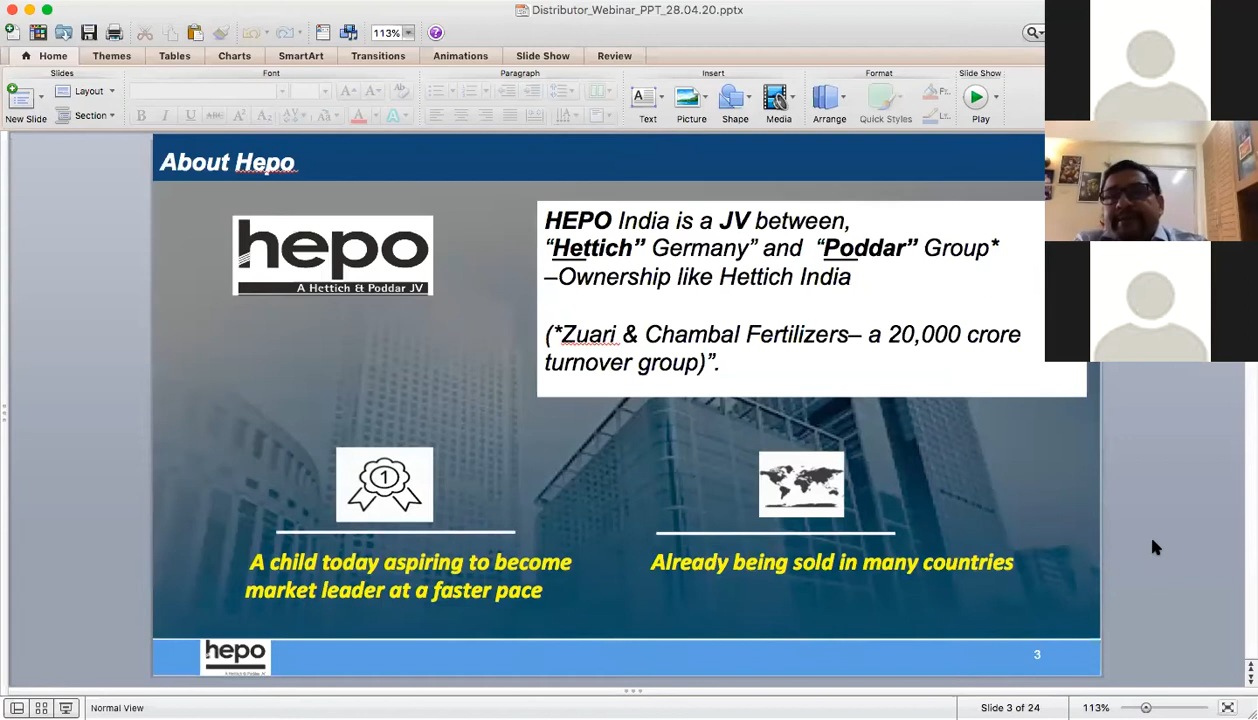 Distributor_Webinar_PPT_28.04.20.pptx
113%
Home Themes Tables Charts SmartArt Transitions Animations Slide Show Review
Slides Font Paragraph Insert Format Slide Show
New Slide Layout Section
B I U
Text Picture Shape Media Arrange Quick Styles Play
About Hepo
hepo
A Hettich & Poddar JV
HEPO India is a JV between,
“Hettich” Germany” and “Poddar” Group*
–Ownership like Hettich India
(*Zuari & Chambal Fertilizers– a 20,000 crore
turnover group)”.
1
A child today aspiring to become
market leader at a faster pace
Already being sold in many countries
hepo
A Hettich & Poddar JV
3
Normal View Slide 3 of 24 113%